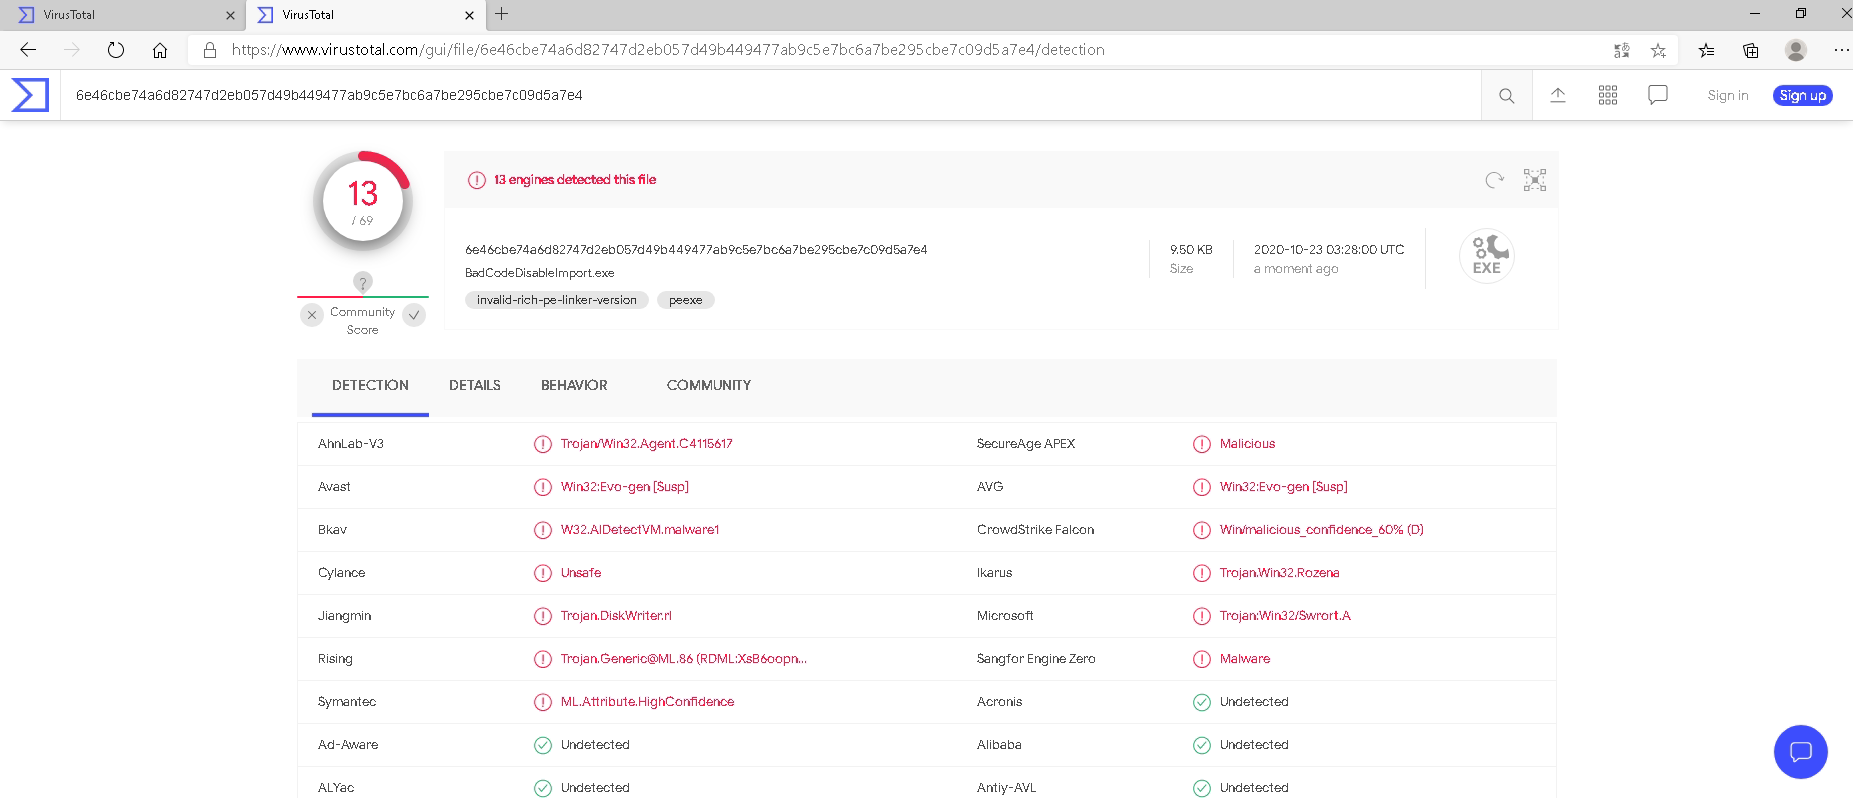 VirusTotal
VirusTotal
https://www.virustotal.com/gui/file/6e46cbe74a6d82747d2eb057d49b449477ab9c5e7bc6a7be295cbe7c09d5a7e4/detection
6e46cbe74a6d82747d2eb057d49b449477ab9c5e7bc6a7be295cbe7c09d5a7e4
Sign in
Sign up
13
/ 69
13 engines detected this file
6e46cbe74a6d82747d2eb057d49b449477ab9c5e7bc6a7be295cbe7c09d5a7e4
BadCodeDisableImport.exe
invalid-rich-pe-linker-version peexe
9.50 KB
Size
2020-10-23 03:28:00 UTC
a moment ago
EXE
?
Community
Score
DETECTION DETAILS BEHAVIOR COMMUNITY
AhnLab-V3 Trojan/Win32.Agent.C4115617 SecureAge APEX Malicious
Avast Win32:Evo-gen [Susp] AVG Win32:Evo-gen [Susp]
Bkav W32.AIDetectVM.malware1 CrowdStrike Falcon Win/malicious_confidence_60% (D)
Cylance Unsafe Ikarus Trojan.Win32.Rozena
Jiangmin Trojan.DiskWriter.rl Microsoft Trojan:Win32/Swrort.A
Rising Trojan.Generic@ML.86 (RDML:XsB6oopn... Sangfor Engine Zero Malware
Symantec ML.Attribute.HighConfidence Acronis Undetected
Ad-Aware Undetected Alibaba Undetected
ALYac Undetected Antiy-AVL Undetected